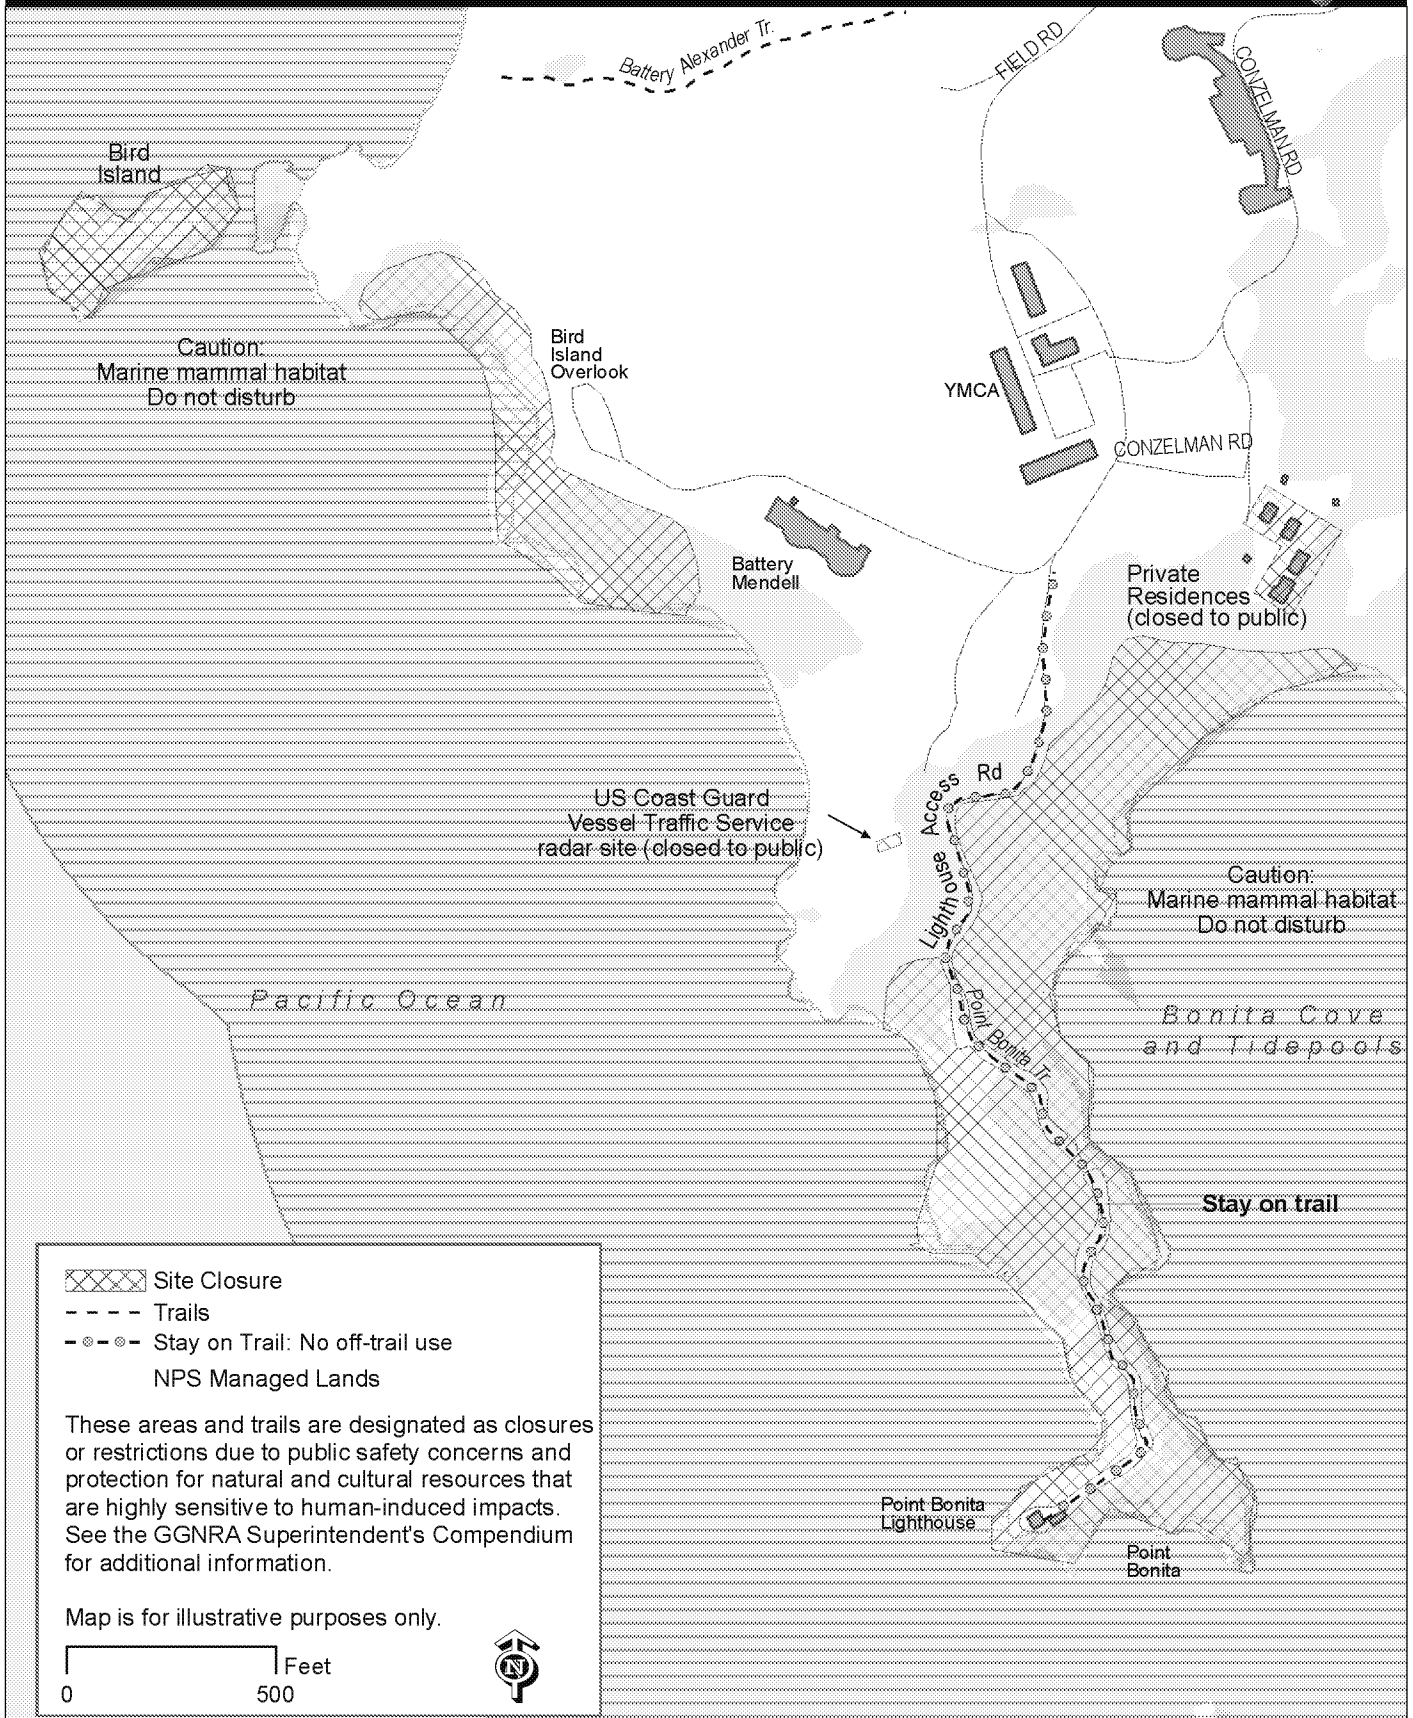 Battery Alexander Tr.
FIELD RD
CONZELMAN RD
Bird
Island
Caution:
Marine mammal habitat
Do not disturb
Bird
Island
Overlook
YMCA
CONZELMAN RD
Battery
Mendell
Private
Residences
(closed to public)
US Coast Guard
Vessel Traffic Service
radar site (closed to public)
Lighthouse Access Rd
Caution:
Marine mammal habitat
Do not disturb
Pacific Ocean
Point Bonita Tr.
Bonita Cove
and Tidepools
Stay on trail
Site Closure
Trails
Stay on Trail: No off-trail use
NPS Managed Lands
These areas and trails are designated as closures
or restrictions due to public safety concerns and
protection for natural and cultural resources that
are highly sensitive to human-induced impacts.
See the GGNRA Superintendent's Compendium
for additional information.
Map is for illustrative purposes only.
Feet
0 500
N
Point Bonita
Lighthouse
Point
Bonita